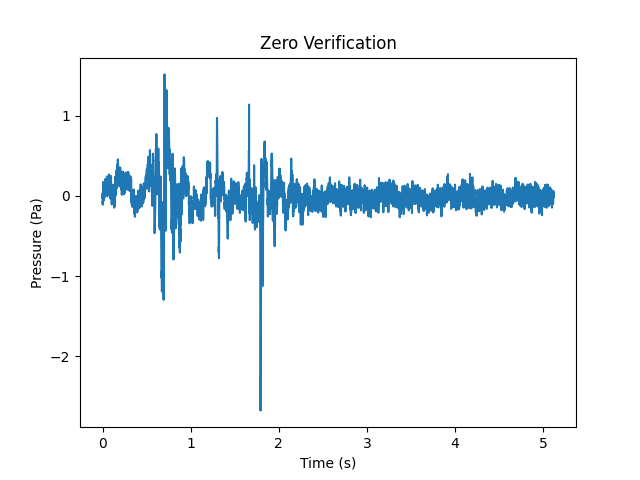 Zero Verification
Pressure (Pa)
1
0
−1
−2
0 1 2 3 4 5
Time (s)